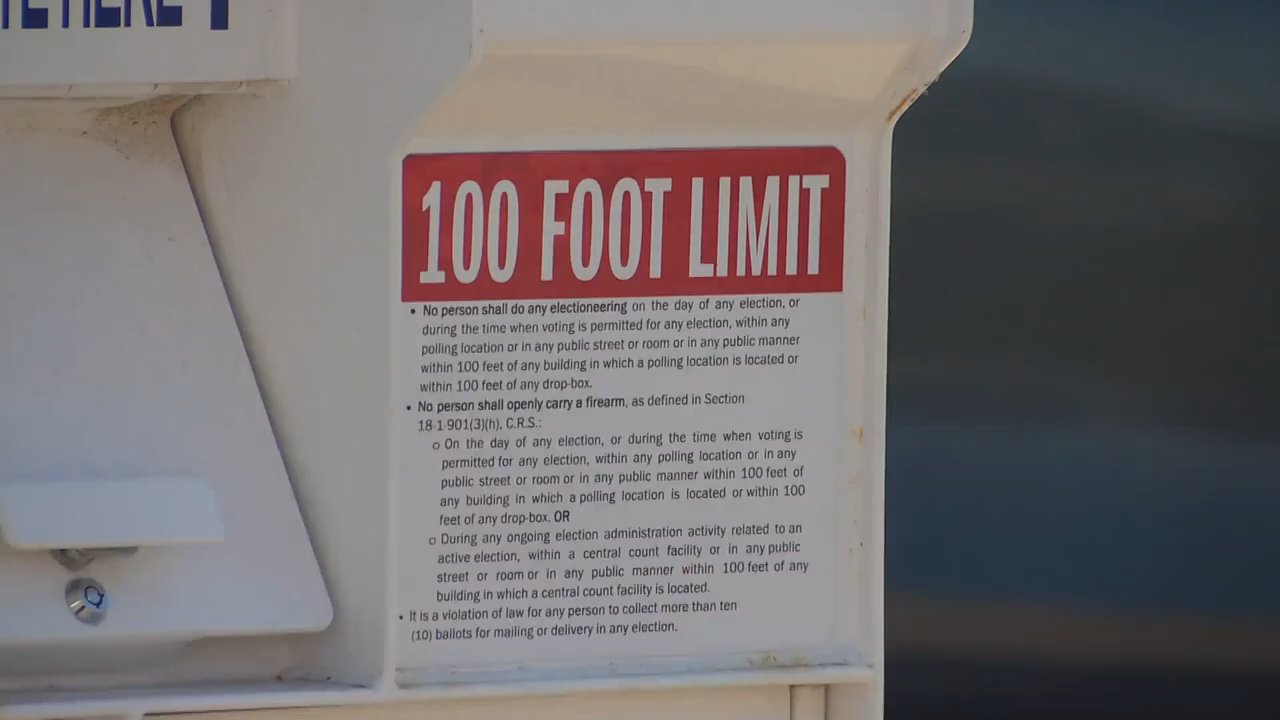 HERE
100 FOOT LIMIT
• No person shall do any electioneering on the day of any election, or
during the time when voting is permitted for any election, within any
polling location or in any public street or room or in any public manner
within 100 feet of any building in which a polling location is located or
within 100 feet of any drop-box.
• No person shall openly carry a firearm, as defined in Section
18-1-901(3)(h), C.R.S.:
o On the day of any election, or during the time when voting is
permitted for any election, within any polling location or in any
public street or room or in any public manner within 100 feet of
any building in which a polling location is located or within 100
feet of any drop-box. OR
o During any ongoing election administration activity related to an
active election, within a central count facility or in any public
street or room or in any public manner within 100 feet of any
building in which a central count facility is located.
• It is a violation of law for any person to collect more than ten
(10) ballots for mailing or delivery in any election.